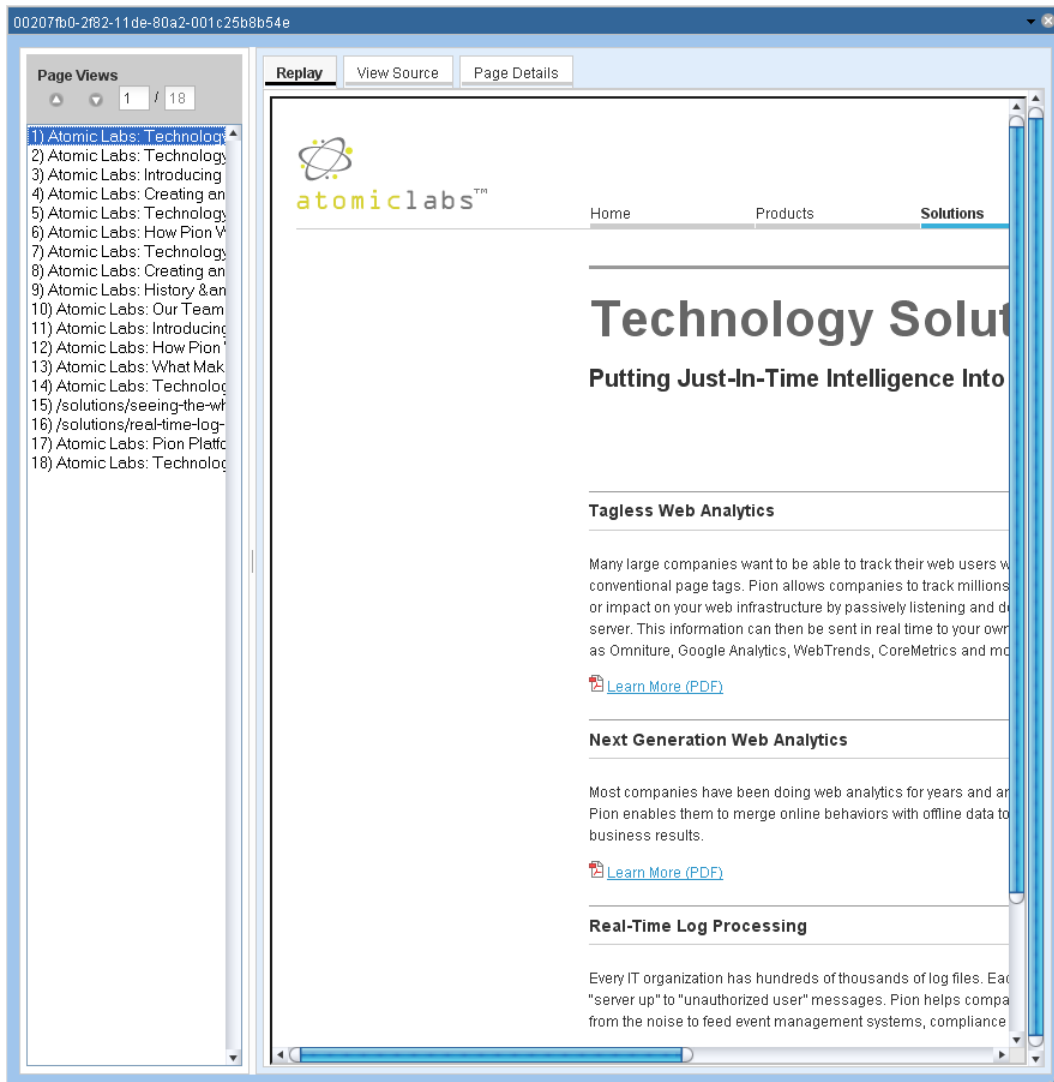 00207fb0-2f82-11de-80a2-001c25b8b54e
Page Views
1 / 18
1) Atomic Labs: Technology
2) Atomic Labs: Technology
3) Atomic Labs: Introducing
4) Atomic Labs: Creating an
5) Atomic Labs: Technology
6) Atomic Labs: How Pion W
7) Atomic Labs: Technology
8) Atomic Labs: Creating an
9) Atomic Labs: History &an
10) Atomic Labs: Our Team
11) Atomic Labs: Introducing
12) Atomic Labs: How Pion
13) Atomic Labs: What Mak
14) Atomic Labs: Technolog
15) /solutions/seeing-the-wh
16) /solutions/real-time-log-
17) Atomic Labs: Pion Platfo
18) Atomic Labs: Technolog
Replay View Source Page Details
atomiclabs™
Home Products Solutions
Technology Solut
Putting Just-In-Time Intelligence Into
Tagless Web Analytics
Many large companies want to be able to track their web users w
conventional page tags. Pion allows companies to track millions
or impact on your web infrastructure by passively listening and de
server. This information can then be sent in real time to your own
as Omniture, Google Analytics, WebTrends, CoreMetrics and mo
Learn More (PDF)
Next Generation Web Analytics
Most companies have been doing web analytics for years and ar
Pion enables them to merge online behaviors with offline data to
business results.
Learn More (PDF)
Real-Time Log Processing
Every IT organization has hundreds of thousands of log files. Eac
"server up" to "unauthorized user" messages. Pion helps compa
from the noise to feed event management systems, compliance